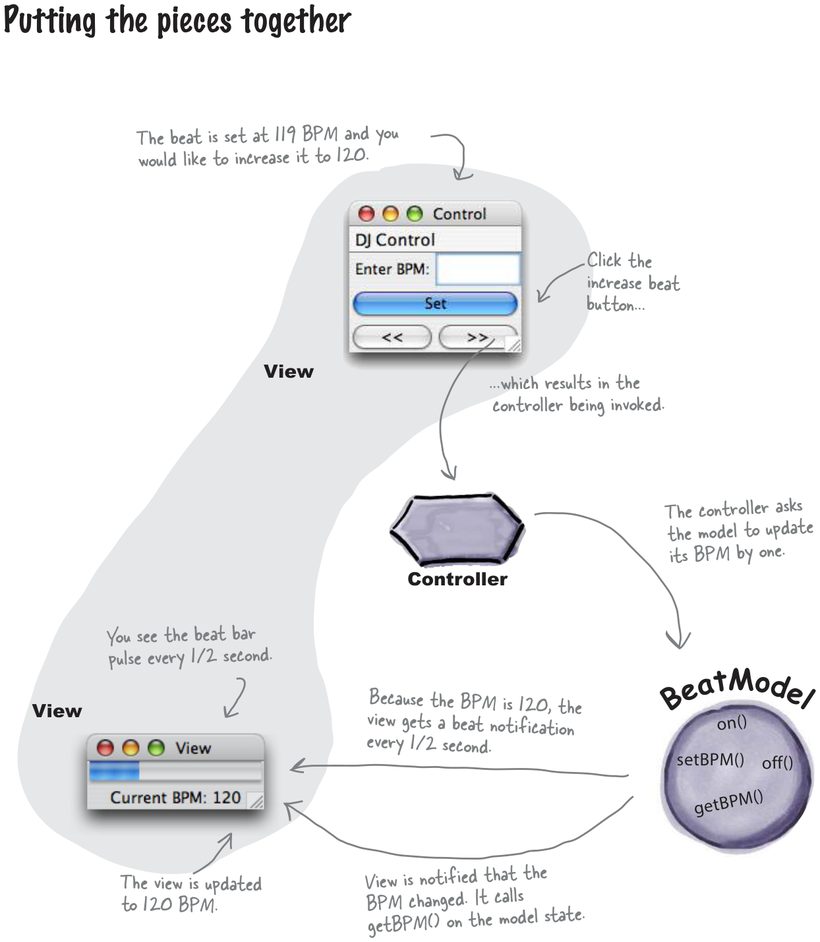 Putting the pieces together
The beat is set at 119 BPM and you
would like to increase it to 120.
Control
DJ Control
Enter BPM:
Set
<<
>>
Click the
increase beat
button...
View
...which results in the
controller being invoked.
The controller asks
the model to update
its BPM by one.
Controller
You see the beat bar
pulse every 1/2 second.
View
BeatModel
on()
setBPM()
off()
getBPM()
Because the BPM is 120, the
view gets a beat notification
every 1/2 second.
View
Current BPM: 120
The view is updated
to 120 BPM.
View is notified that the
BPM changed. It calls
getBPM() on the model state.